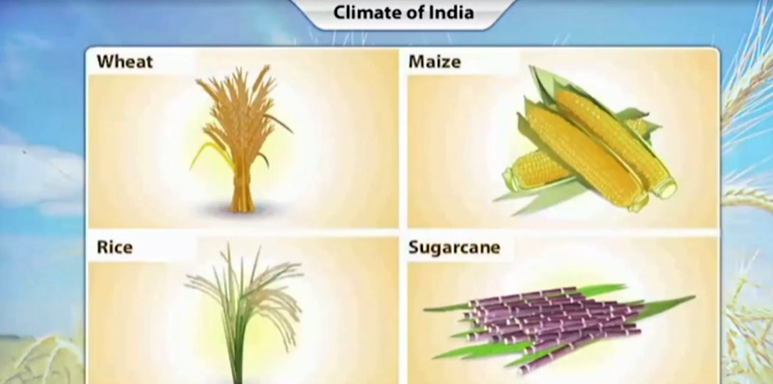 Climate of India
Wheat
Maize
Rice
Sugarcane